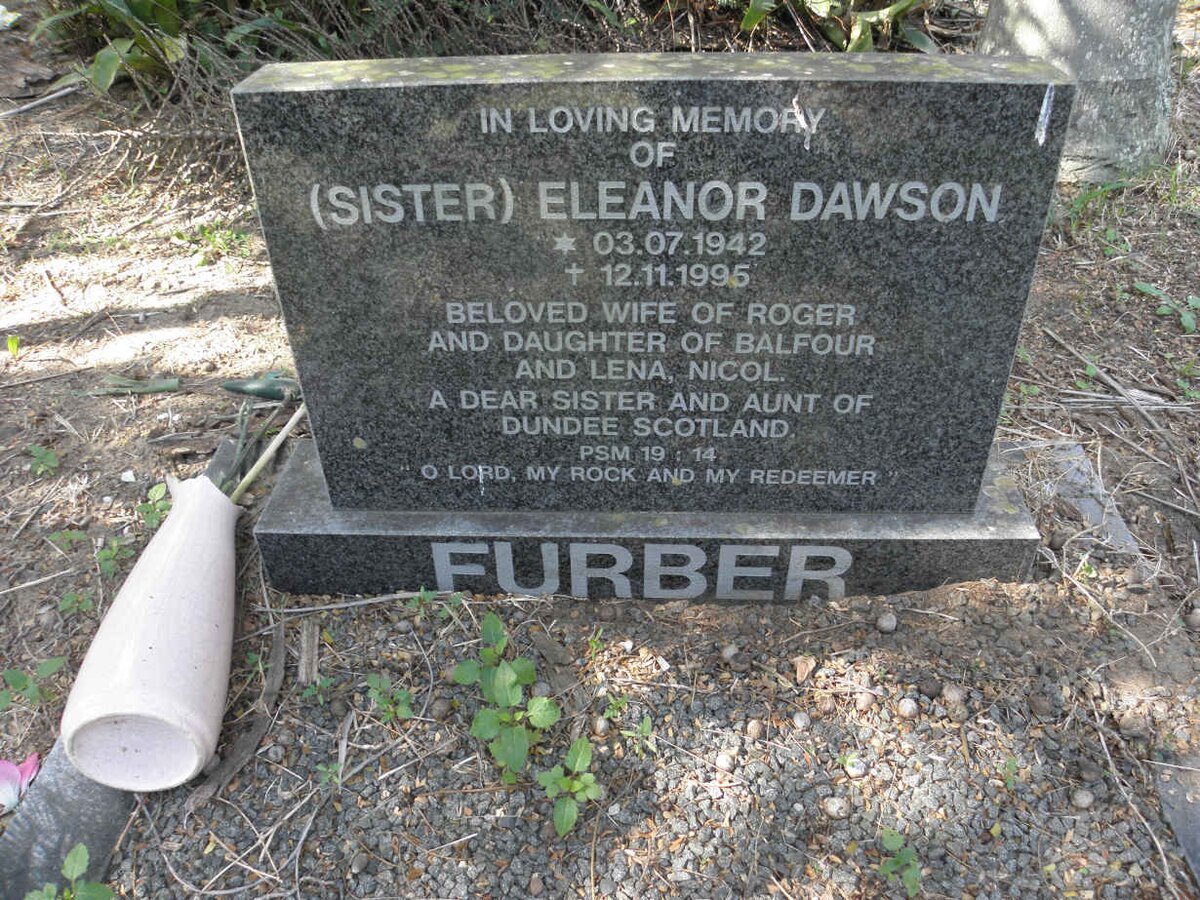 IN LOVING MEMORY
OF
(SISTER) ELEANOR DAWSON
✶ 03.07.1942
† 12.11.1995
BELOVED WIFE OF ROGER
AND DAUGHTER OF BALFOUR
AND LENA, NICOL.
A DEAR SISTER AND AUNT OF
DUNDEE SCOTLAND.
PSM 19 : 14
" O LORD, MY ROCK AND MY REDEEMER "
FURBER